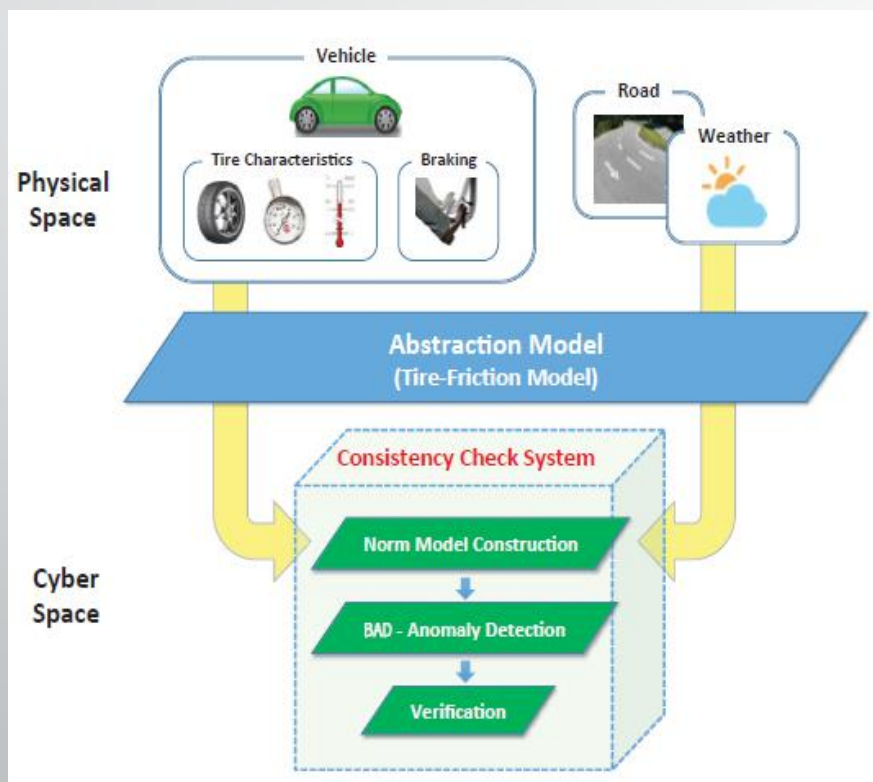 Vehicle
Road
Weather
Tire Characteristics
Braking
Physical
Space
Abstraction Model
(Tire-Friction Model)
Consistency Check System
Norm Model Construction
Cyber
Space
BAD - Anomaly Detection
Verification